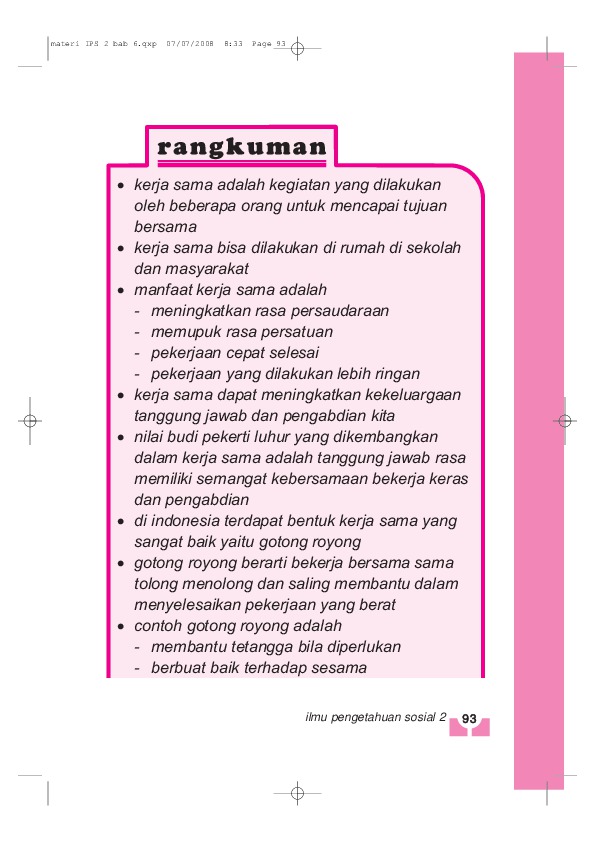 materi IPS 2 bab 6.qxp 07/07/2008 8:33 Page 93
rangkuman
• kerja sama adalah kegiatan yang dilakukan
oleh beberapa orang untuk mencapai tujuan
bersama
• kerja sama bisa dilakukan di rumah di sekolah
dan masyarakat
• manfaat kerja sama adalah
- meningkatkan rasa persaudaraan
- memupuk rasa persatuan
- pekerjaan cepat selesai
- pekerjaan yang dilakukan lebih ringan
• kerja sama dapat meningkatkan kekeluargaan
tanggung jawab dan pengabdian kita
• nilai budi pekerti luhur yang dikembangkan
dalam kerja sama adalah tanggung jawab rasa
memiliki semangat kebersamaan bekerja keras
dan pengabdian
• di indonesia terdapat bentuk kerja sama yang
sangat baik yaitu gotong royong
• gotong royong berarti bekerja bersama sama
tolong menolong dan saling membantu dalam
menyelesaikan pekerjaan yang berat
• contoh gotong royong adalah
- membantu tetangga bila diperlukan
- berbuat baik terhadap sesama
ilmu pengetahuan sosial 2 93